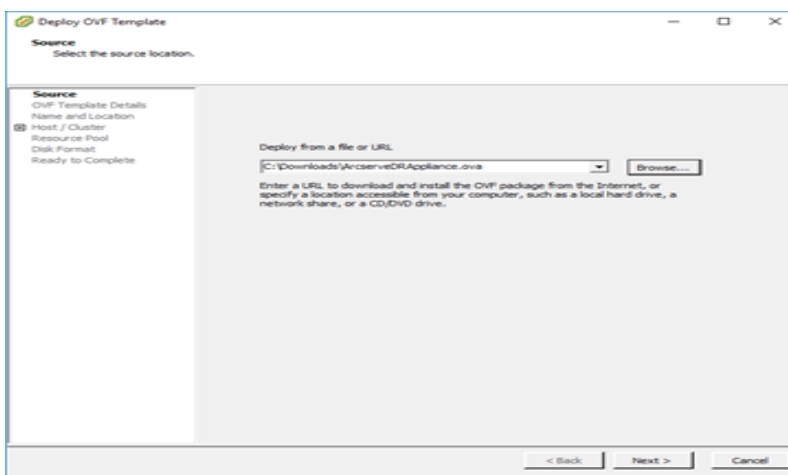 Deploy OVF Template
Source
Select the source location.
Source
OVF Template Details
Name and Location
Host / Cluster
Resource Pool
Disk Format
Ready to Complete
Deploy from a file or URL
C:\Downloads\ArcserveDRAppliance.ova
Browse...
Enter a URL to download and install the OVF package from the Internet, or
specify a location accessible from your computer, such as a local hard drive, a
network share, or a CD/DVD drive.
< Back
Next >
Cancel